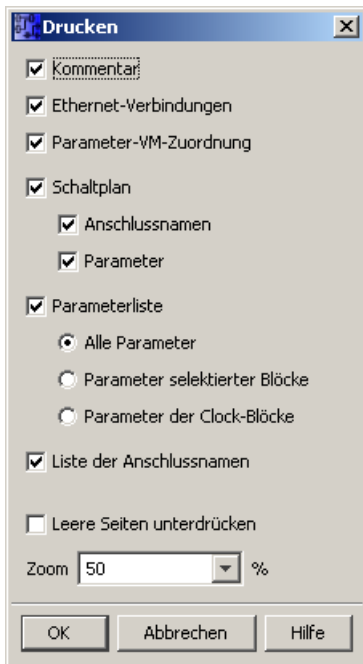 Drucken
Kommentar
Ethernet-Verbindungen
Parameter-VM-Zuordnung
Schaltplan
Anschlussnamen
Parameter
Parameterliste
Alle Parameter
Parameter selektierter Blöcke
Parameter der Clock-Blöcke
Liste der Anschlussnamen
Leere Seiten unterdrücken
Zoom 50 %
OK Abbrechen Hilfe